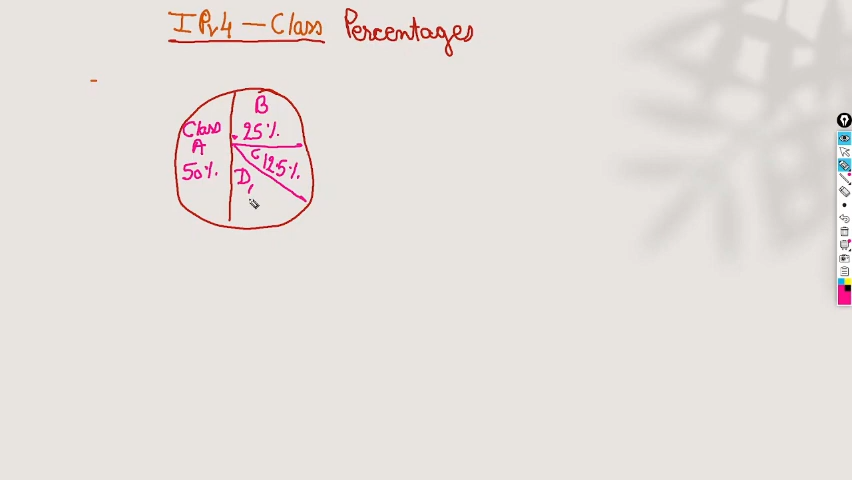 IPv4 - Class Percentages
Class
A
50%
B
25%
C 12.5%
D,